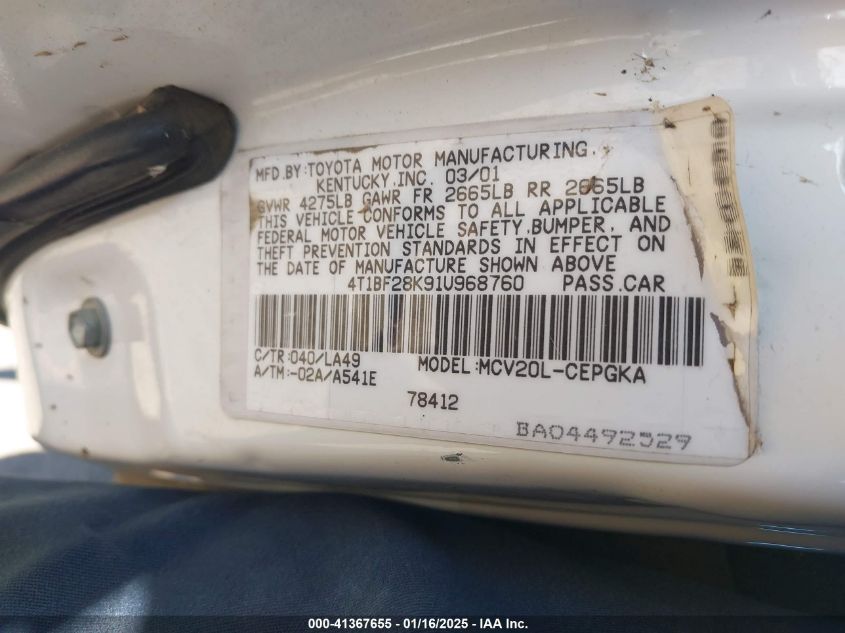 MFD.BY:TOYOTA MOTOR MANUFACTURING,
KENTUCKY,INC. 03/01
GVWR 4275LB GAWR FR 2665LB RR 2665LB
THIS VEHICLE CONFORMS TO ALL APPLICABLE
FEDERAL MOTOR VEHICLE SAFETY,BUMPER, AND
THEFT PREVENTION STANDARDS IN EFFECT ON
THE DATE OF MANUFACTURE SHOWN ABOVE
4T1BF28K91U968760 PASS.CAR
C/TR:040/LA49 MODEL:MCV20L-CEPGKA
A/TM:-02A/A541E
78412
BA04492529
000-41367655 - 01/16/2025 - IAA Inc.